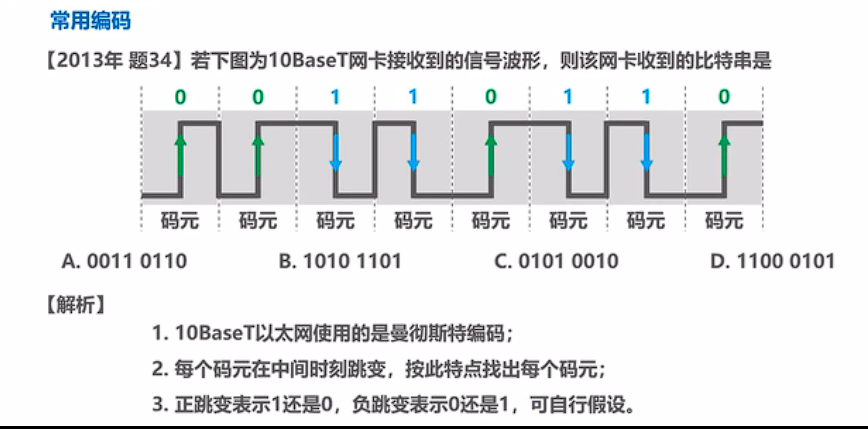 常用编码
【2013年 题34】若下图为10BaseT网卡接收到的信号波形，则该网卡收到的比特串是
0 0 1 1 0 1 1 0
码元 码元 码元 码元 码元 码元 码元 码元
A. 0011 0110 B. 1010 1101 C. 0101 0010 D. 1100 0101
【解析】
1. 10BaseT以太网使用的是曼彻斯特编码；
2. 每个码元在中间时刻跳变，按此特点找出每个码元；
3. 正跳变表示1还是0，负跳变表示0还是1，可自行假设。